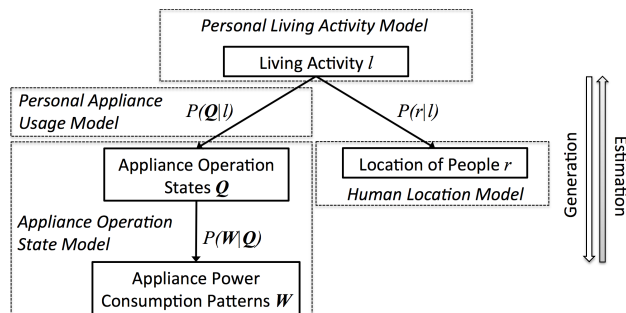 Personal Living Activity Model
Living Activity l
Personal Appliance
Usage Model
P(Q|l)
P(r|l)
Appliance Operation
States Q
Location of People r
Human Location Model
Appliance Operation
State Model
P(W|Q)
Appliance Power
Consumption Patterns W
Generation
Estimation